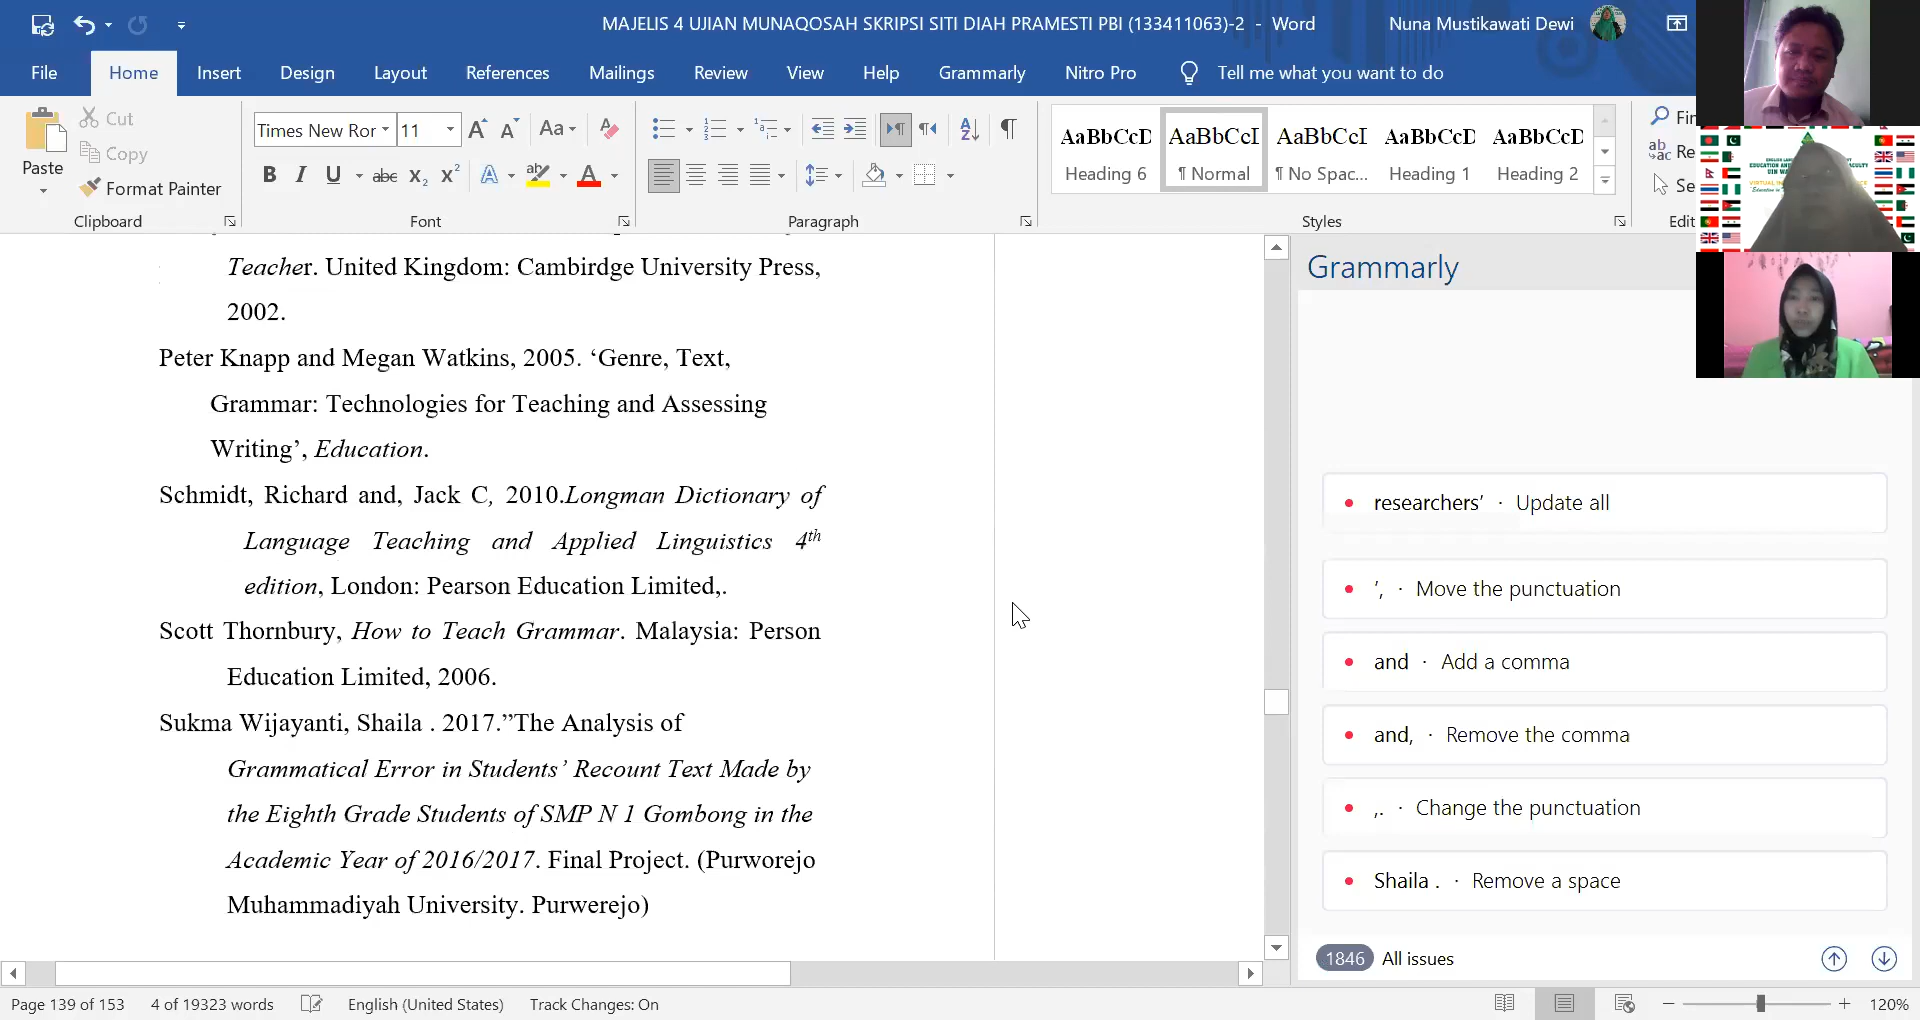 MAJELIS 4 UJIAN MUNAQOSAH SKRIPSI SITI DIAH PRAMESTI PBI (133411063)-2 - Word
Nuna Mustikawati Dewi
File Home Insert Design Layout References Mailings Review View Help Grammarly Nitro Pro Tell me what you want to do
Paste
Cut
Copy
Format Painter
Clipboard
Times New Ror
11
Font
Paragraph
AaBbCcD AaBbCcI AaBbCcI AaBbCcD AaBbCcD
Heading 6 ¶ Normal ¶ No Spac... Heading 1 Heading 2
Styles
Fin
Re
Se
Edit
Teacher. United Kingdom: Cambirdge University Press,
2002.
Peter Knapp and Megan Watkins, 2005. ‘Genre, Text,
Grammar: Technologies for Teaching and Assessing
Writing’, Education.
Schmidt, Richard and, Jack C, 2010.Longman Dictionary of
Language Teaching and Applied Linguistics 4th
edition, London: Pearson Education Limited,.
Scott Thornbury, How to Teach Grammar. Malaysia: Person
Education Limited, 2006.
Sukma Wijayanti, Shaila . 2017.”The Analysis of
Grammatical Error in Students’ Recount Text Made by
the Eighth Grade Students of SMP N 1 Gombong in the
Academic Year of 2016/2017. Final Project. (Purworejo
Muhammadiyah University. Purwerejo)
Grammarly
researchers’ · Update all
’, · Move the punctuation
and · Add a comma
and, · Remove the comma
,. · Change the punctuation
Shaila . · Remove a space
1846 All issues
Page 139 of 153 4 of 19323 words English (United States) Track Changes: On
120%